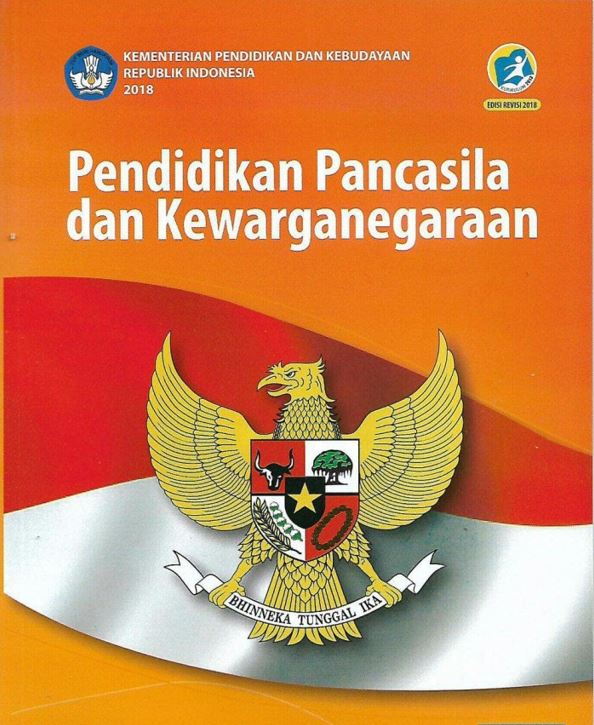 KEMENTERIAN PENDIDIKAN DAN KEBUDAYAAN
REPUBLIK INDONESIA
2018
EDISI REVISI 2018
Pendidikan Pancasila
dan Kewarganegaraan
BHINNEKA TUNGGAL IKA